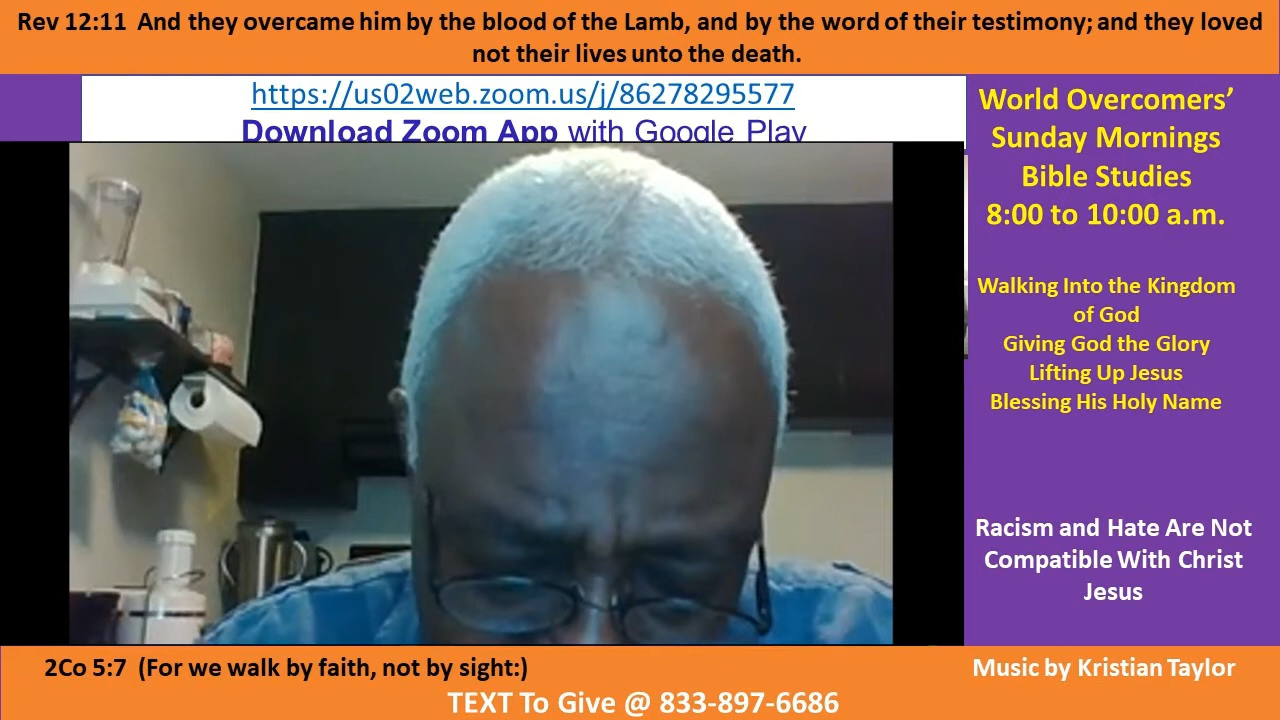 Rev 12:11 And they overcame him by the blood of the Lamb, and by the word of their testimony; and they loved
not their lives unto the death.
https://us02web.zoom.us/j/86278295577
Download Zoom App with Google Play
World Overcomers’
Sunday Mornings
Bible Studies
8:00 to 10:00 a.m.
Walking Into the Kingdom
of God
Giving God the Glory
Lifting Up Jesus
Blessing His Holy Name
Racism and Hate Are Not
Compatible With Christ
Jesus
2Co 5:7 (For we walk by faith, not by sight:)
Music by Kristian Taylor
TEXT To Give @ 833-897-6686